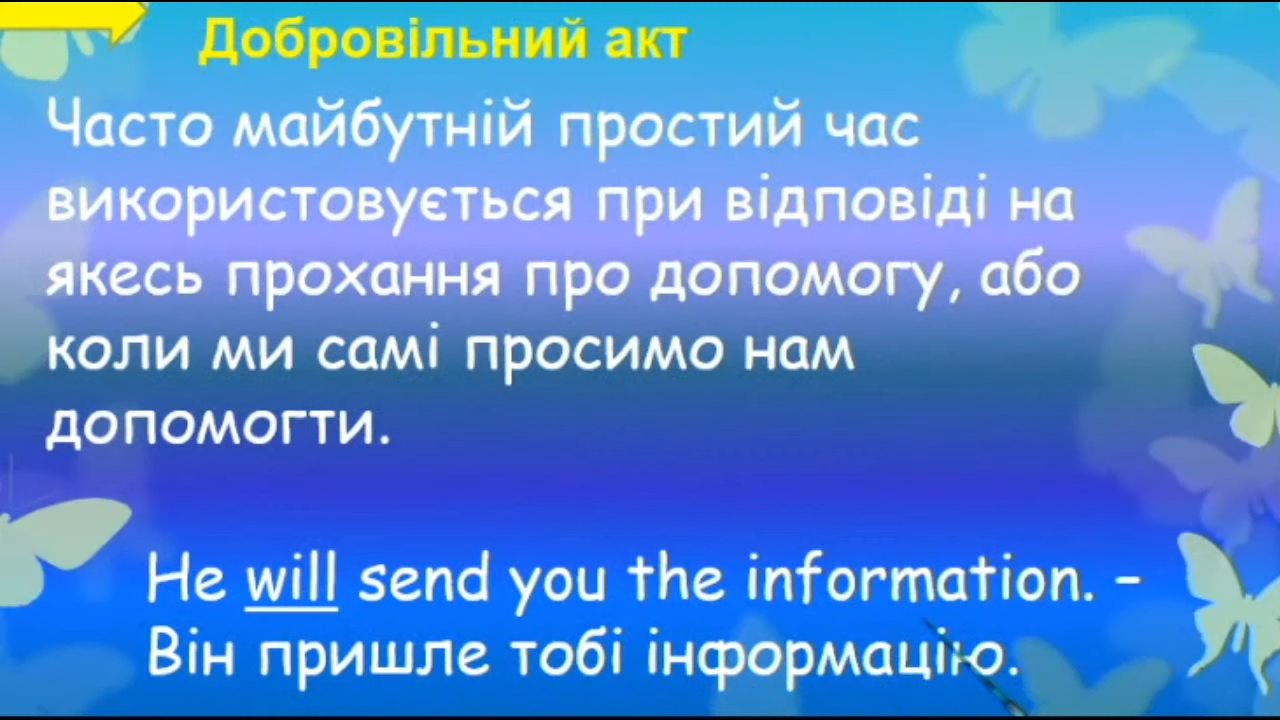 Добровільний акт
Часто майбутній простий час
використовується при відповіді на
якесь прохання про допомогу, або
коли ми самі просимо нам
допомогти.
He will send you the information. –
Він пришле тобі інформацію.